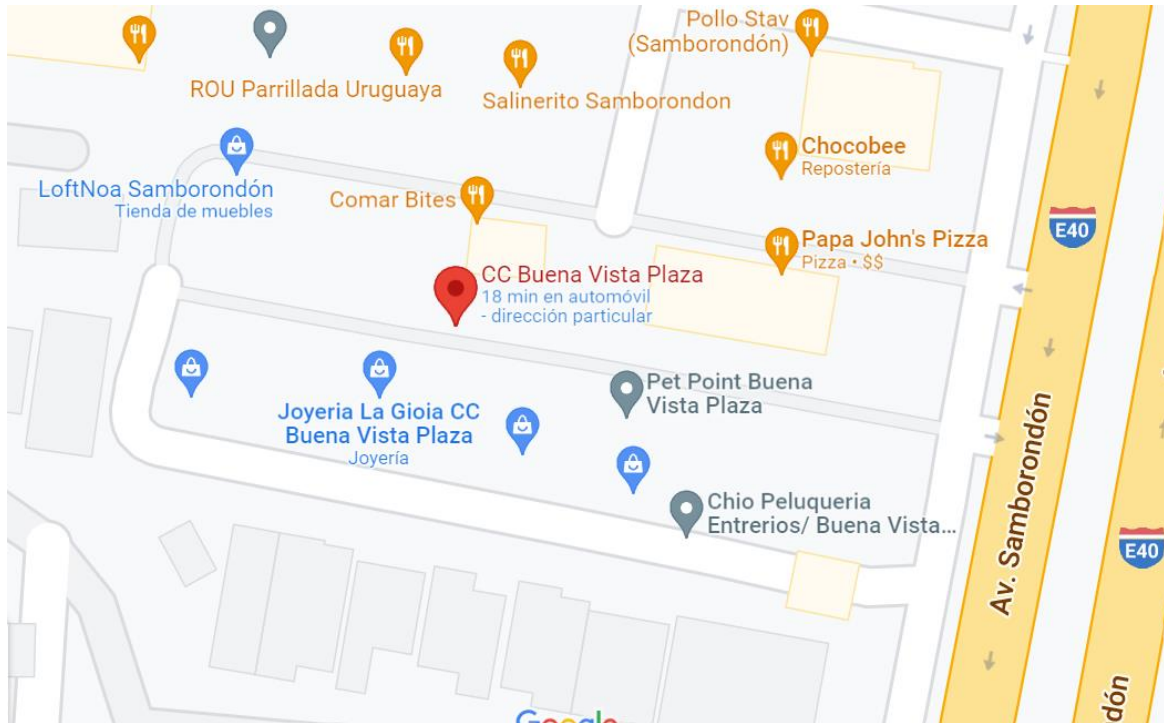 Pollo Stav
(Samborondón)
ROU Parrillada Uruguaya
Salinerito Samborondon
Chocobee
Repostería
LoftNoa Samborondón
Tienda de muebles
Comar Bites
E40
Papa John's Pizza
Pizza • $$
CC Buena Vista Plaza
18 min en automóvil
- dirección particular
Pet Point Buena
Vista Plaza
Joyeria La Gioia CC
Buena Vista Plaza
Joyería
Chio Peluqueria
Entrerios/ Buena Vista...
Av. Samborondón
E40
dón
Google